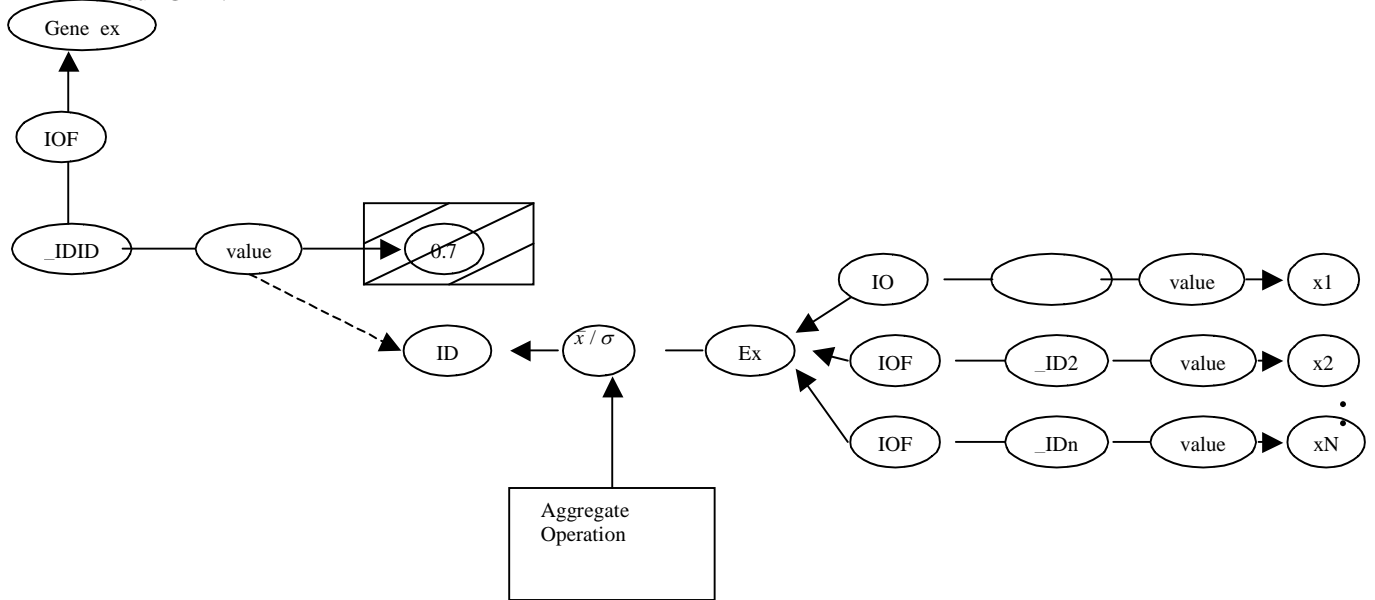 Gene ex
IOF
_IDID
value
0.7
IO
value
x1
ID
x̄ / σ
Ex
IOF
_ID2
value
x2
IOF
_IDn
value
xN
Aggregate
Operation